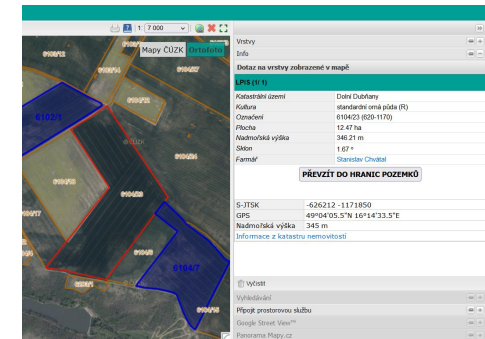 1: 7 000
Mapy ČÚZK Ortofoto
Vrstvy
Info
Dotaz na vrstvy zobrazené v mapě
LPIS (1/1)
Katastrální území Dolní Dubňany
Kultura standardní orná půda (R)
Označení 6104/23 (620-1170)
Plocha 12.47 ha
Nadmořská výška 346.21 m
Sklon 1.67 °
Farmář Stanislav Chvátal
PŘEVZÍT DO HRANIC POZEMKŮ
S-JTSK -626212 -1171850
GPS 49°04'05.5"N 16°14'33.5"E
Nadmořská výška 345 m
Informace z katastru nemovitostí
Vyčistit
Vyhledávání
Připojit prostorovou službu
Google Street View™
Panorama Mapy.cz
6102/1
6104/23
6104/7